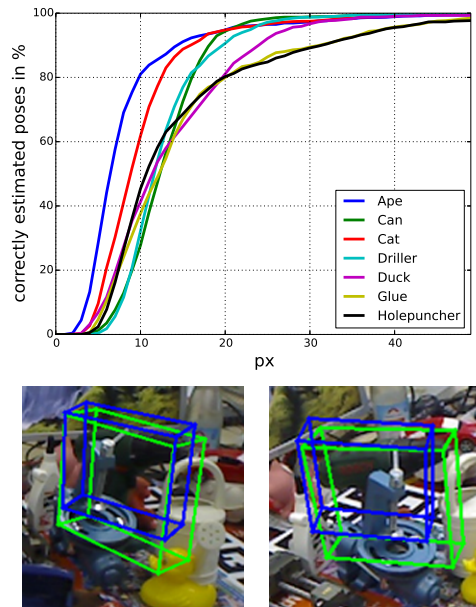 100
80
60
40
20
0
correctly estimated poses in %
0 10 20 30 40
px
Ape
Can
Cat
Driller
Duck
Glue
Holepuncher